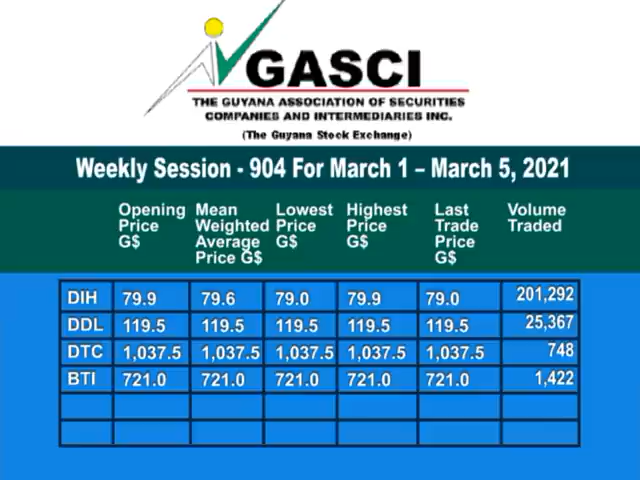 GASCI
THE GUYANA ASSOCIATION OF SECURITIES
COMPANIES AND INTERMEDIARIES INC.
(The Guyana Stock Exchange)
Weekly Session - 904 For March 1 – March 5, 2021
Opening Price G$ Mean Weighted Average Price G$ Lowest Price G$ Highest Price G$ Last Trade Price G$ Volume Traded
DIH 79.9 79.6 79.0 79.9 79.0 201,292
DDL 119.5 119.5 119.5 119.5 119.5 25,367
DTC 1,037.5 1,037.5 1,037.5 1,037.5 1,037.5 748
BTI 721.0 721.0 721.0 721.0 721.0 1,422